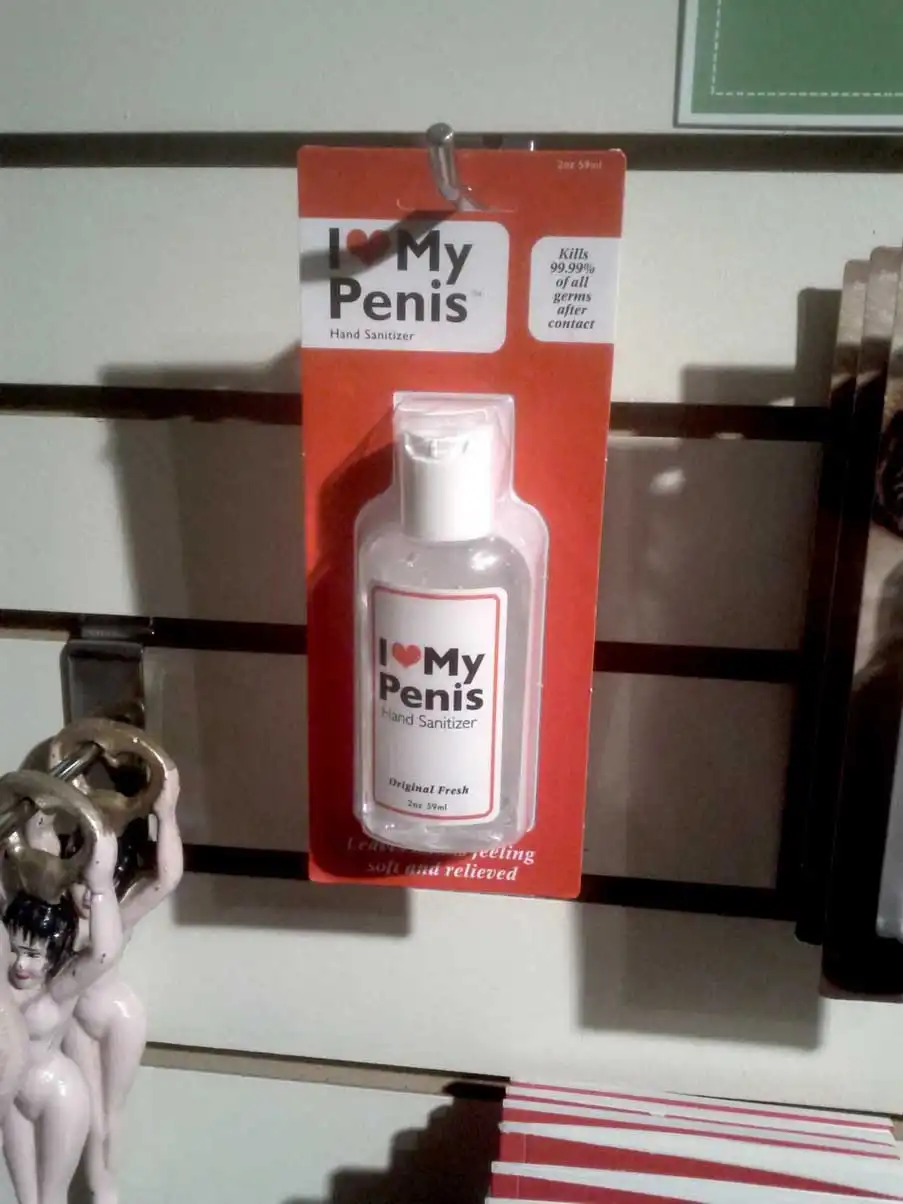 2oz 59ml
I ❤ My
Penis™
Hand Sanitizer
Kills
99.99%
of all
germs
after
contact
I ❤ My
Penis
Hand Sanitizer
Original Fresh
2oz 59ml
feeling
soft and relieved